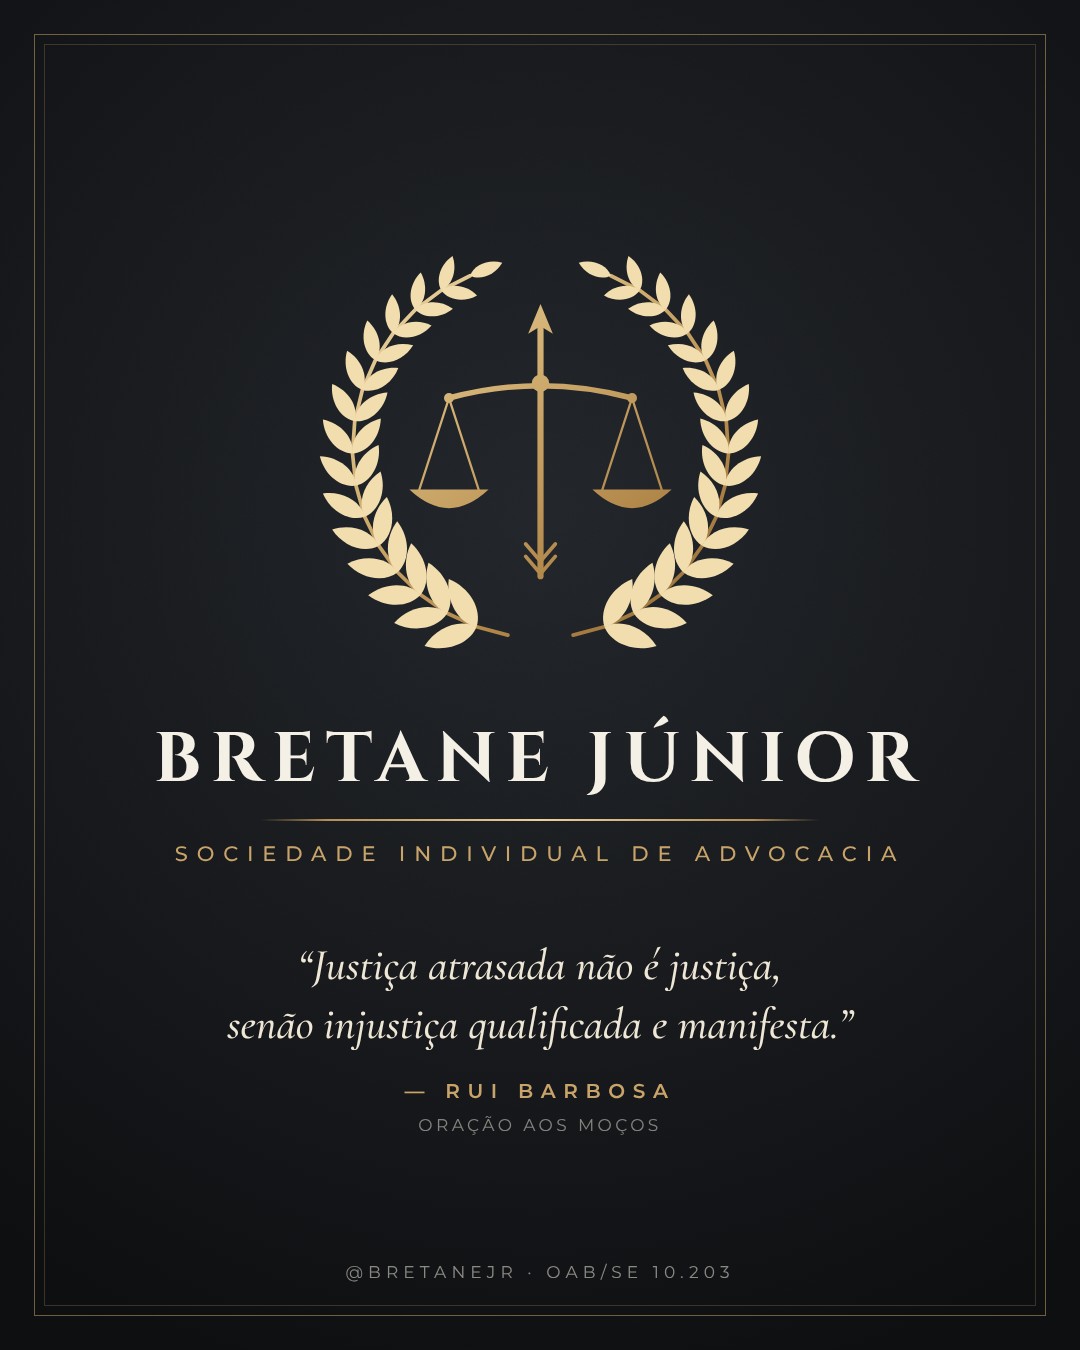 BRETANE JÚNIOR
SOCIEDADE INDIVIDUAL DE ADVOCACIA
“Justiça atrasada não é justiça,
senão injustiça qualificada e manifesta.”
— RUI BARBOSA
ORAÇÃO AOS MOÇOS
@BRETANEJR · OAB/SE 10.203